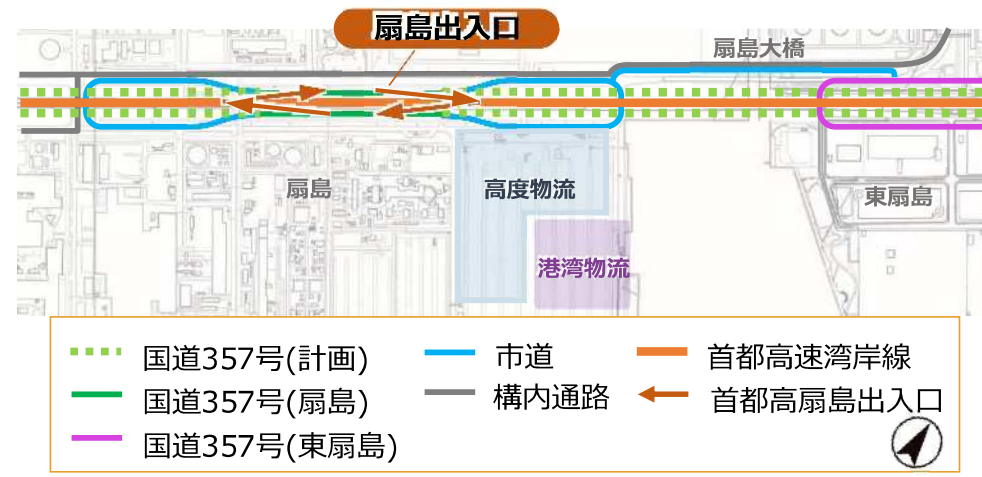 扇島出入口
扇島大橋
扇島
高度物流
東扇島
港湾物流
国道357号(計画)
市道
首都高速湾岸線
国道357号(扇島)
構内通路
首都高扇島出入口
国道357号(東扇島)